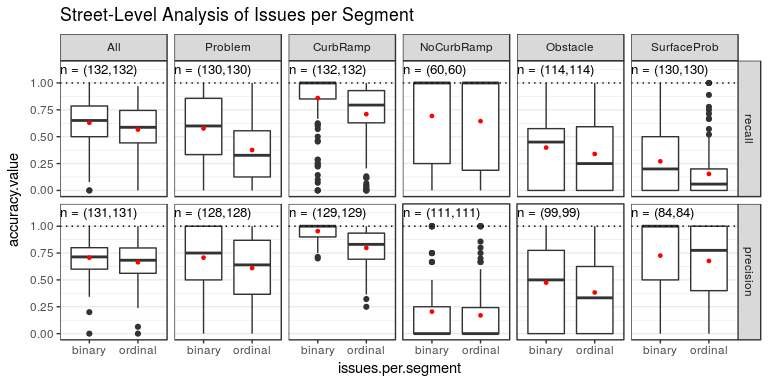 Street-Level Analysis of Issues per Segment
All Problem CurbRamp NoCurbRamp Obstacle SurfaceProb
n = (132,132) n = (130,130) n = (132,132) n = (60,60) n = (114,114) n = (130,130)
1.00
0.75
0.50
0.25
0.00
recall
n = (131,131) n = (128,128) n = (129,129) (111,111) n = (99,99) n = (84,84)
1.00
0.75
0.50
0.25
0.00
precision
accuracy.value
binary ordinal binary ordinal binary ordinal binary ordinal binary ordinal binary ordinal
issues.per.segment